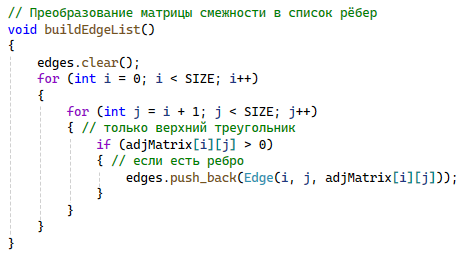 // Преобразование матрицы смежности в список рёбер
void buildEdgeList()
{
    edges.clear();
    for (int i = 0; i < SIZE; i++)
    {
        for (int j = i + 1; j < SIZE; j++)
        { // только верхний треугольник
            if (adjMatrix[i][j] > 0)
            { // если есть ребро
                edges.push_back(Edge(i, j, adjMatrix[i][j]));
            }
        }
    }
}